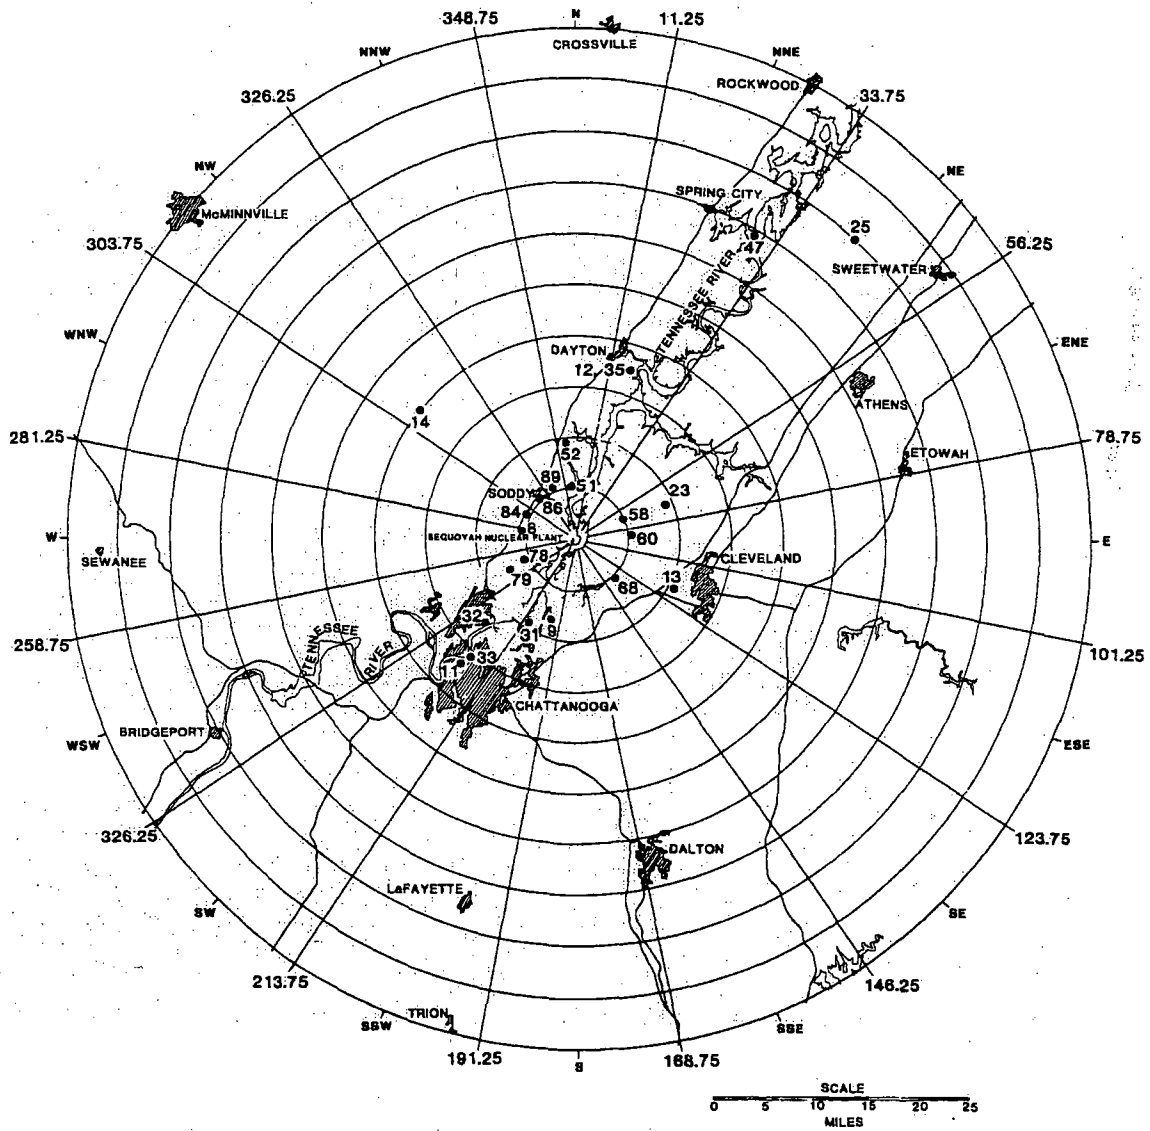 348.75
N
11.25
CROSSVILLE
NNW
NNE
ROCKWOOD
326.25
33.75
NW
NE
McMINNVILLE
SPRING CITY
303.75
25
56.25
47
SWEETWATER
TENNESSEE RIVER
WNW
ENE
DAYTON
12, 35
ATHENS
14
281.25
78.75
52
ETOWAH
89
51
SODDY
86
23
84
58
8
W
SEQUOYAH NUCLEAR PLANT
60
E
SEWANEE
78
CLEVELAND
79
68
13
32
31
9
TENNESSEE
RIVER
258.75
101.25
11
33
CHATTANOOGA
BRIDGEPORT
WSW
ESE
326.25
123.75
DALTON
LaFAYETTE
SW
SE
213.75
146.25
TRION
SSW
SSE
191.25
168.75
S
SCALE
0 5 10 15 20 25
MILES